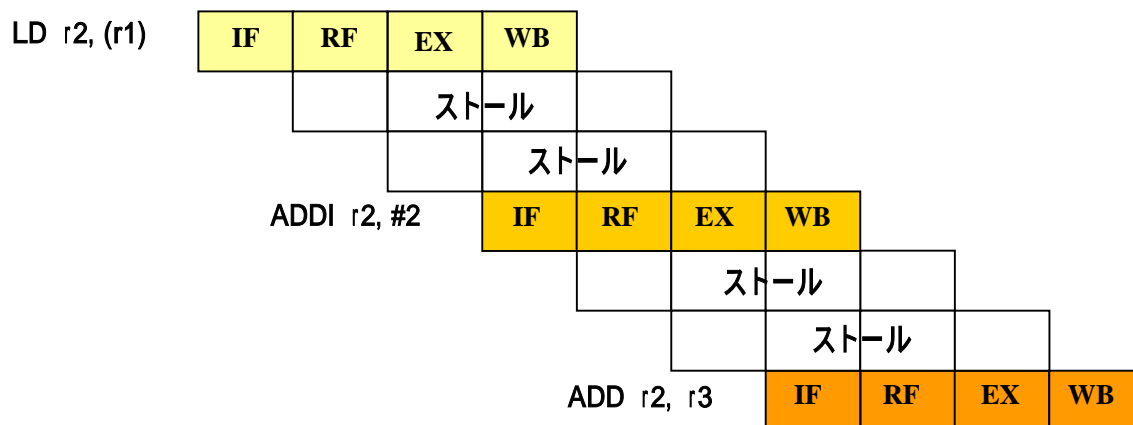 LD r2, (r1) IF RF EX WB
ストール
ストール
ADDI r2, #2 IF RF EX WB
ストール
ストール
ADD r2, r3 IF RF EX WB